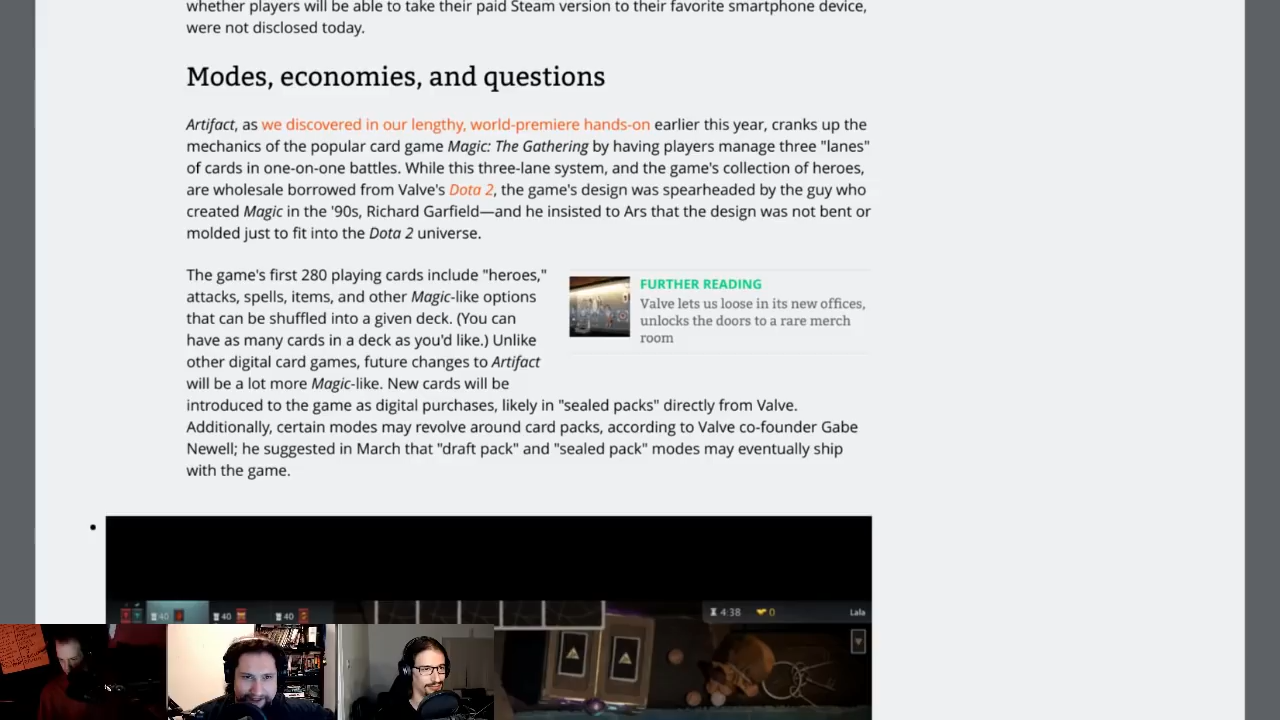 whether players will be able to take their paid Steam version to their favorite smartphone device,
were not disclosed today.
Modes, economies, and questions
Artifact, as we discovered in our lengthy, world-premiere hands-on earlier this year, cranks up the
mechanics of the popular card game Magic: The Gathering by having players manage three "lanes"
of cards in one-on-one battles. While this three-lane system, and the game's collection of heroes,
are wholesale borrowed from Valve's Dota 2, the game's design was spearheaded by the guy who
created Magic in the '90s, Richard Garfield—and he insisted to Ars that the design was not bent or
molded just to fit into the Dota 2 universe.
The game's first 280 playing cards include "heroes,"
attacks, spells, items, and other Magic-like options
that can be shuffled into a given deck. (You can
have as many cards in a deck as you'd like.) Unlike
other digital card games, future changes to Artifact
will be a lot more Magic-like. New cards will be
introduced to the game as digital purchases, likely in "sealed packs" directly from Valve.
Additionally, certain modes may revolve around card packs, according to Valve co-founder Gabe
Newell; he suggested in March that "draft pack" and "sealed pack" modes may eventually ship
with the game.
FURTHER READING
Valve lets us loose in its new offices,
unlocks the doors to a rare merch
room
40 40 40 4:38 0 Lala